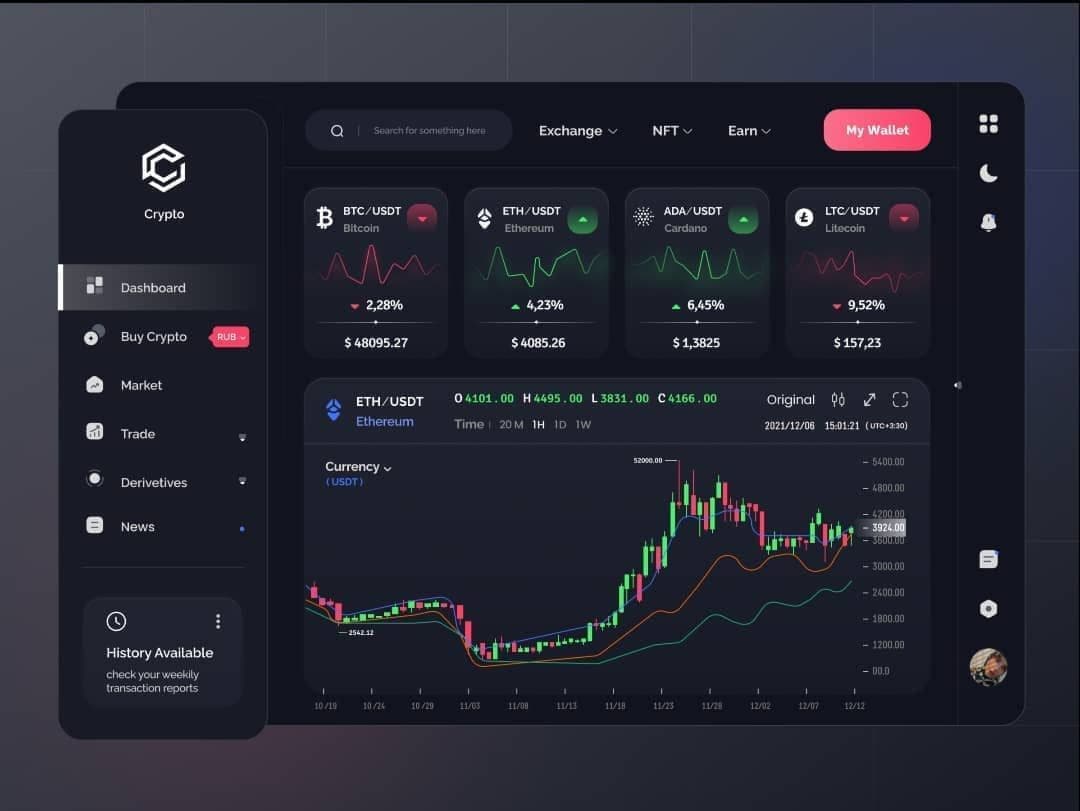 Crypto
Dashboard
Buy Crypto RUB
Market
Trade
Derivetives
News
History Available
check your weekly
transaction reports
Search for something here
Exchange NFT Earn My Wallet
BTC/USDT
Bitcoin
2,28%
$ 48095.27
ETH/USDT
Ethereum
4,23%
$ 4085.26
ADA/USDT
Cardano
6,45%
$ 1,3825
LTC/USDT
Litecoin
9,52%
$ 157,23
ETH/USDT O 4101.00 H 4495.00 L 3831.00 C 4166.00 Original
Ethereum Time 20 M 1H 1D 1W 2021/12/06 15:01:21 ( UTC+3:30)
Currency
( USDT )
52000.00
2542.12
5400.00
4800.00
4200.00
3924.00
3600.00
3000.00
2400.00
1800.00
1200.00
00.0
10/19 10/24 10/29 11/03 11/08 11/13 11/18 11/23 11/28 12/02 12/07 12/12